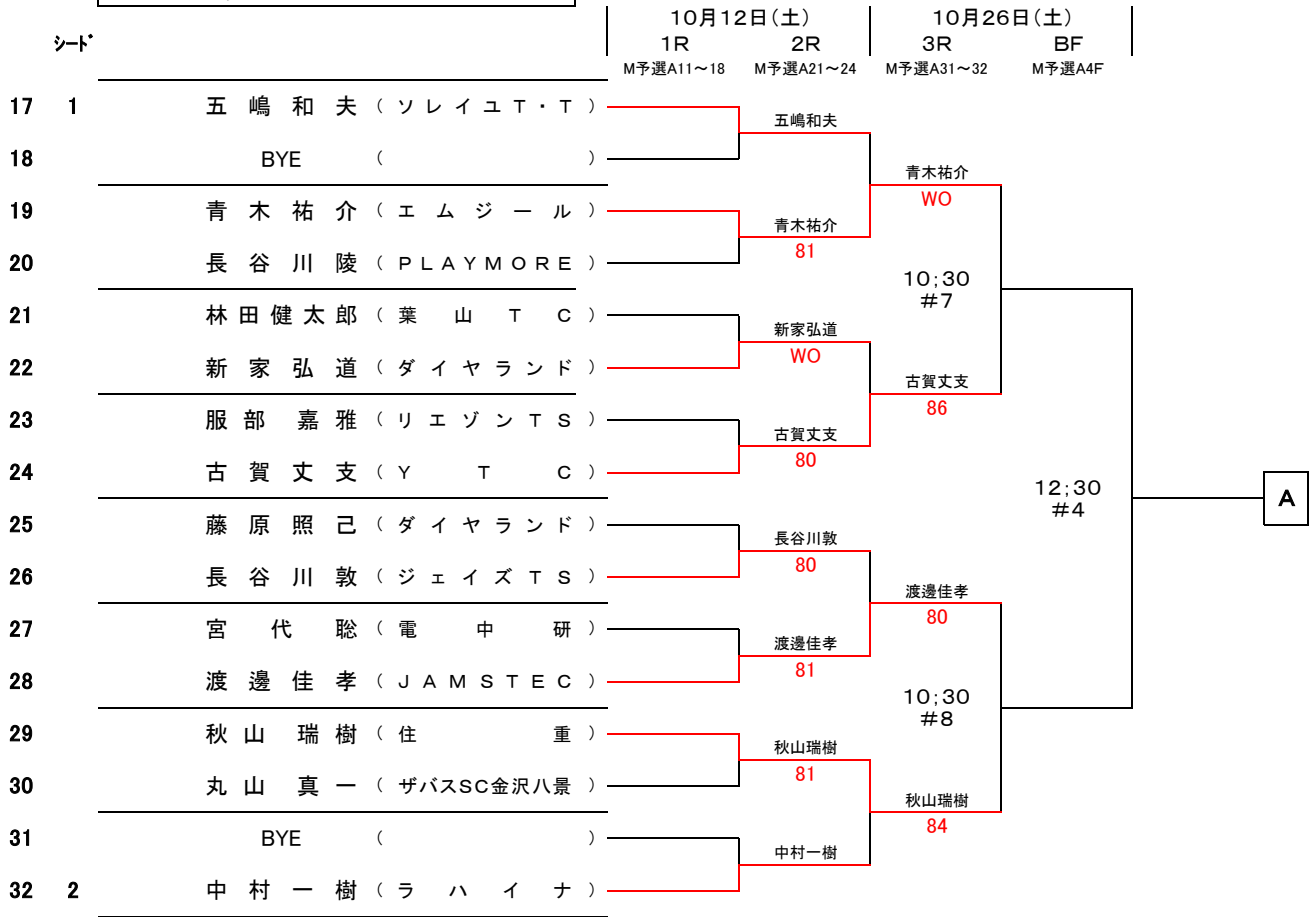 10月12日(土) 10月26日(土)
シード 1R 2R 3R BF
M予選A11～18 M予選A21～24 M予選A31～32 M予選A4F
17 1 五嶋和夫 (ソレイユT・T)
五嶋和夫
18 BYE ( )
青木祐介
WO
19 青木祐介 (エムジール)
青木祐介
81
20 長谷川陵 (PLAYMORE)
10;30
#7
21 林田健太郎 (葉山TC)
新家弘道
WO
22 新家弘道 (ダイヤランド)
古賀丈支
86
23 服部 嘉雅 (リエゾンTS)
古賀丈支
80
24 古賀丈支 (YTC)
12;30
#4
A
25 藤原照己 (ダイヤランド)
長谷川敦
80
26 長谷川敦 (ジェイズTS)
渡邊佳孝
80
27 宮代聡 (電中研)
渡邊佳孝
81
28 渡邊佳孝 (JAMSTEC)
10;30
#8
29 秋山 瑞樹 (住重)
秋山瑞樹
81
30 丸山 真一 (ザバスSC金沢八景)
秋山瑞樹
84
31 BYE ( )
中村一樹
32 2 中村一樹 (ラハイナ)